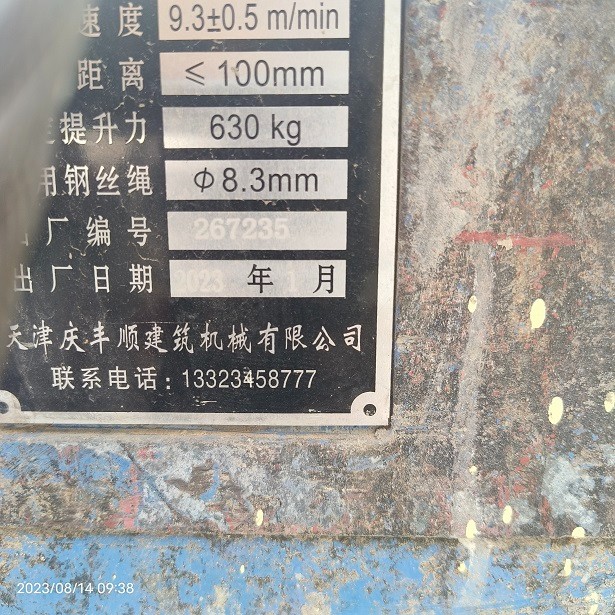 速度 9.3±0.5 m/min
距离 ≤100mm
提升力 630 kg
用钢丝绳 Φ8.3mm
厂编号 267235
出厂日期 2023 年 1 月
天津庆丰顺建筑机械有限公司
联系电话:13323458777
2023/08/14 09:38